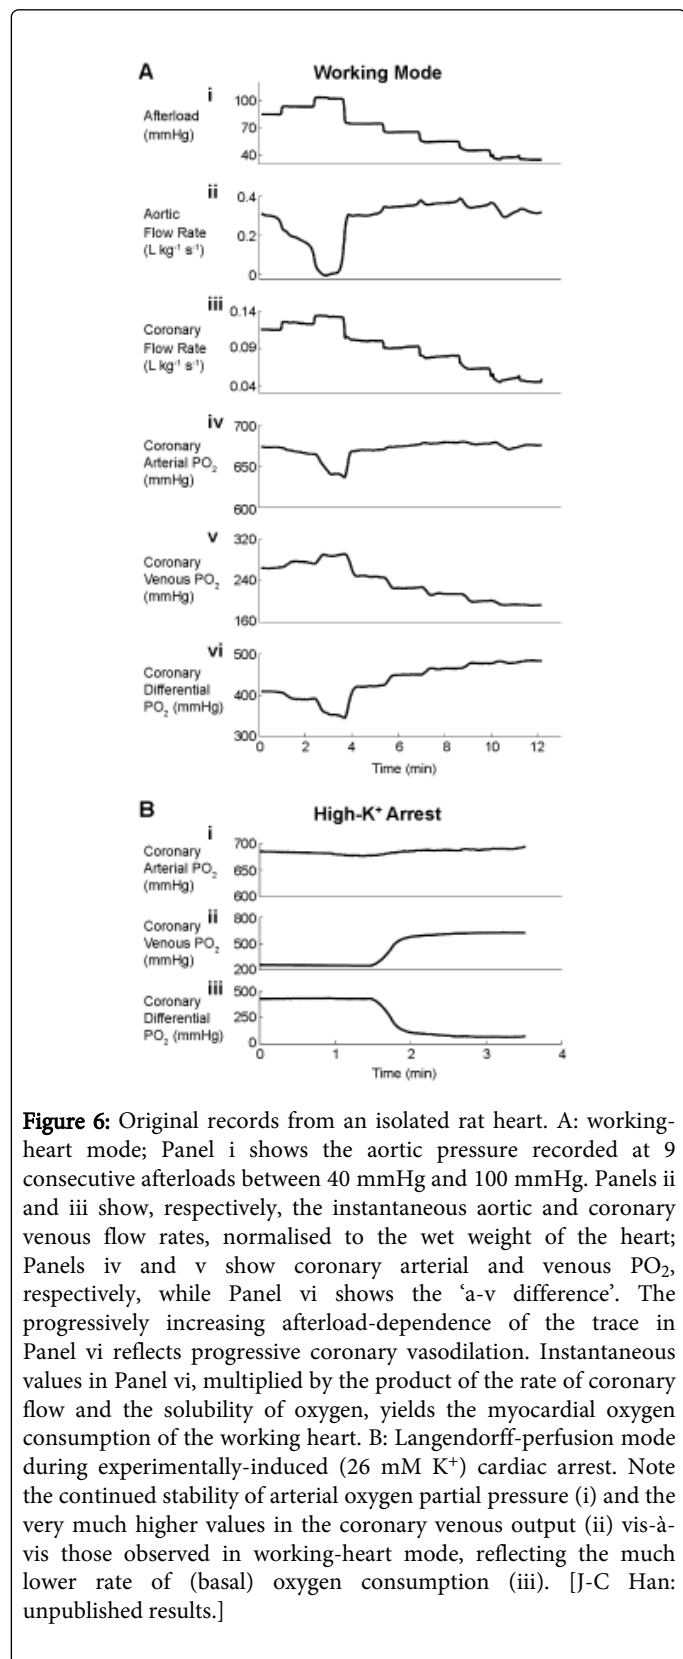 A
Working Mode
i
Afterload
(mmHg)
100
70
40
ii
Aortic
Flow Rate
(L kg⁻¹ s⁻¹)
0.4
0.2
0
iii
Coronary
Flow Rate
(L kg⁻¹ s⁻¹)
0.14
0.09
0.04
iv
Coronary
Arterial PO₂
(mmHg)
700
650
600
v
Coronary
Venous PO₂
(mmHg)
320
240
160
vi
Coronary
Differential
PO₂ (mmHg)
500
400
300
0 2 4 6 8 10 12
Time (min)
B
High-K⁺ Arrest
i
Coronary
Arterial PO₂
(mmHg)
700
650
600
ii
Coronary
Venous PO₂
(mmHg)
800
500
200
iii
Coronary
Differential
PO₂ (mmHg)
500
250
0
0 1 2 3 4
Time (min)
Figure 6: Original records from an isolated rat heart. A: working-
heart mode; Panel i shows the aortic pressure recorded at 9
consecutive afterloads between 40 mmHg and 100 mmHg. Panels ii
and iii show, respectively, the instantaneous aortic and coronary
venous flow rates, normalised to the wet weight of the heart;
Panels iv and v show coronary arterial and venous PO₂,
respectively, while Panel vi shows the ‘a-v difference’. The
progressively increasing afterload-dependence of the trace in
Panel vi reflects progressive coronary vasodilation. Instantaneous
values in Panel vi, multiplied by the product of the rate of coronary
flow and the solubility of oxygen, yields the myocardial oxygen
consumption of the working heart. B: Langendorff-perfusion mode
during experimentally-induced (26 mM K⁺) cardiac arrest. Note
the continued stability of arterial oxygen partial pressure (i) and the
very much higher values in the coronary venous output (ii) vis-à-
vis those observed in working-heart mode, reflecting the much
lower rate of (basal) oxygen consumption (iii). [J-C Han:
unpublished results.]